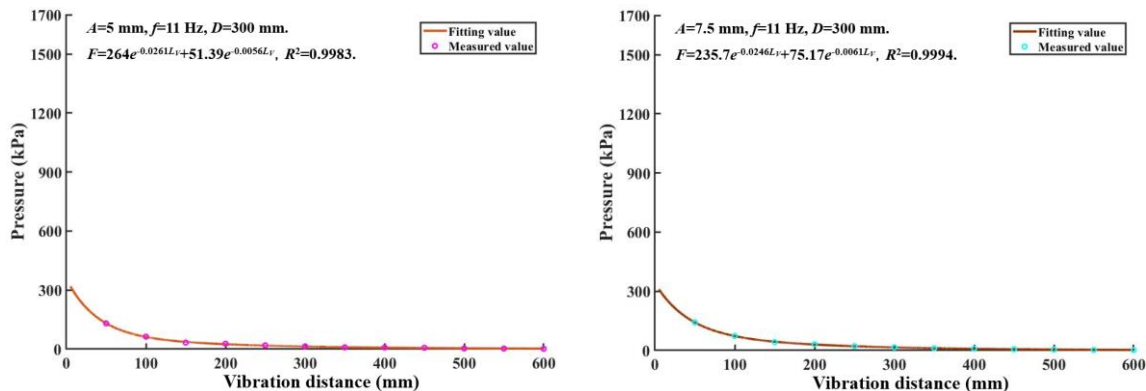 A=5 mm, f=11 Hz, D=300 mm.
F=264e^-0.0261L_V+51.39e^-0.0056L_V, R²=0.9983.
Fitting value
Measured value
1700
1500
1200
900
600
300
0
Pressure (kPa)
0 100 200 300 400 500 600
Vibration distance (mm)
A=7.5 mm, f=11 Hz, D=300 mm.
F=235.7e^-0.0246L_V+75.17e^-0.0061L_V, R²=0.9994.
Fitting value
Measured value
1700
1500
1200
900
600
300
0
Pressure (kPa)
0 100 200 300 400 500 600
Vibration distance (mm)